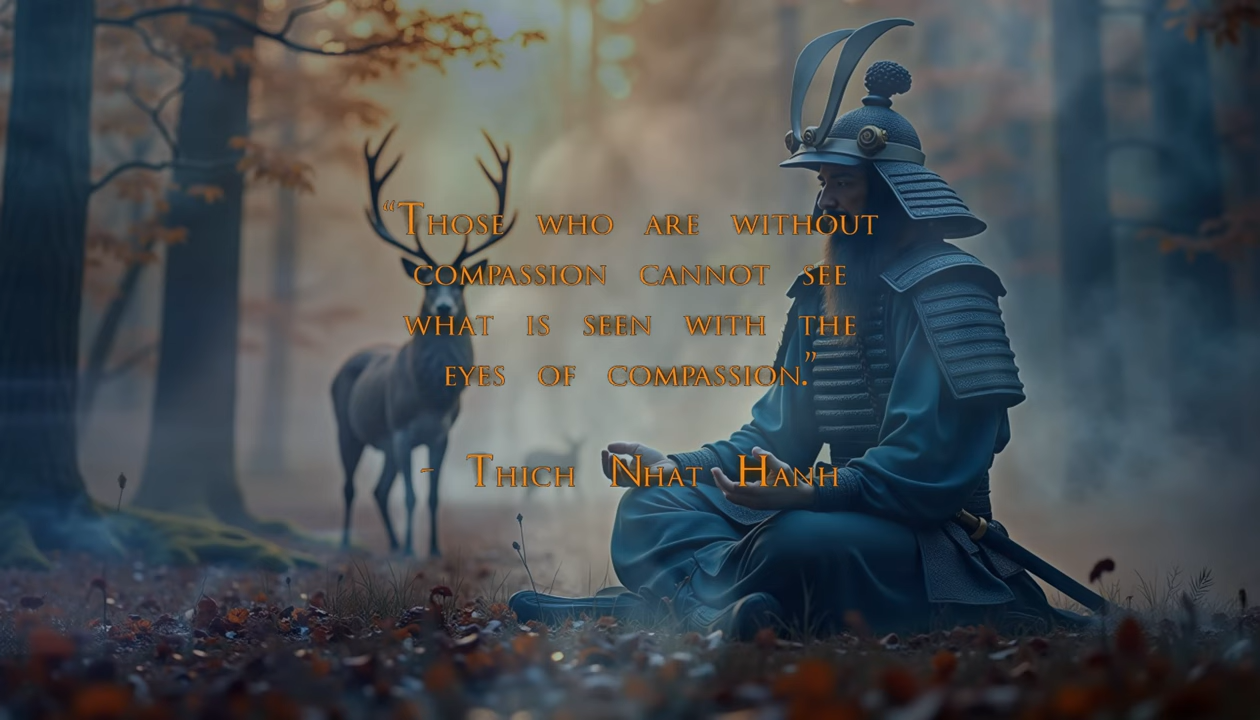 “Those who are without
compassion cannot see
what is seen with the
eyes of compassion.”
- Thich Nhat Hanh